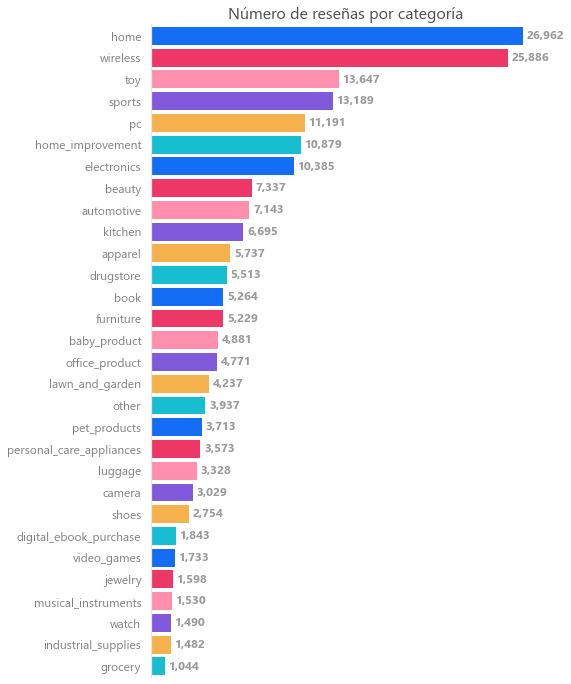 Número de reseñas por categoría
home 26,962
wireless 25,886
toy 13,647
sports 13,189
pc 11,191
home_improvement 10,879
electronics 10,385
beauty 7,337
automotive 7,143
kitchen 6,695
apparel 5,737
drugstore 5,513
book 5,264
furniture 5,229
baby_product 4,881
office_product 4,771
lawn_and_garden 4,237
other 3,937
pet_products 3,713
personal_care_appliances 3,573
luggage 3,328
camera 3,029
shoes 2,754
digital_ebook_purchase 1,843
video_games 1,733
jewelry 1,598
musical_instruments 1,530
watch 1,490
industrial_supplies 1,482
grocery 1,044